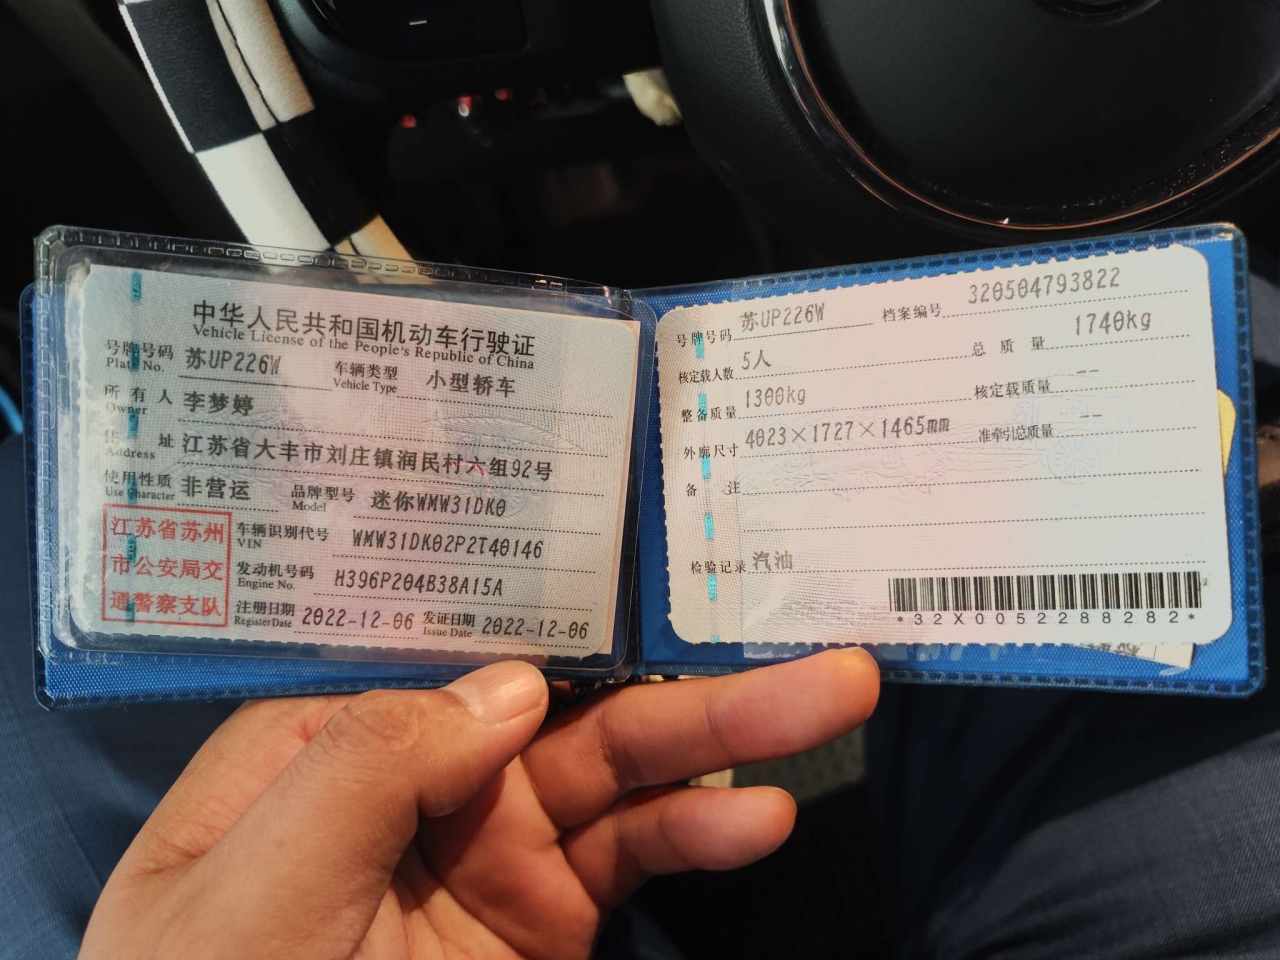 中华人民共和国机动车行驶证
Vehicle License of the People's Republic of China
号牌号码 苏UP226W 车辆类型 小型轿车
Plate No. Vehicle Type
所有人 李梦婷
Owner
住 址 江苏省大丰市刘庄镇润民村六组92号
Address
使用性质 非营运 品牌型号 迷你WMW31DK0
Use Character Model
江苏省苏州
市公安局交
通警察支队
车辆识别代号 WMW31DK02P2T40146
VIN
发动机号码 H396P204B38A15A
Engine No.
注册日期 2022-12-06 发证日期 2022-12-06
Register Date Issue Date
号牌号码 苏UP226W 档案编号 320504793822
核定载人数 5人 总质量 1740kg
整备质量 1300kg 核定载质量 --
外廓尺寸 4023×1727×1465mm 准牵引总质量 --
备 注
检验记录 汽油
*32X0052288282*